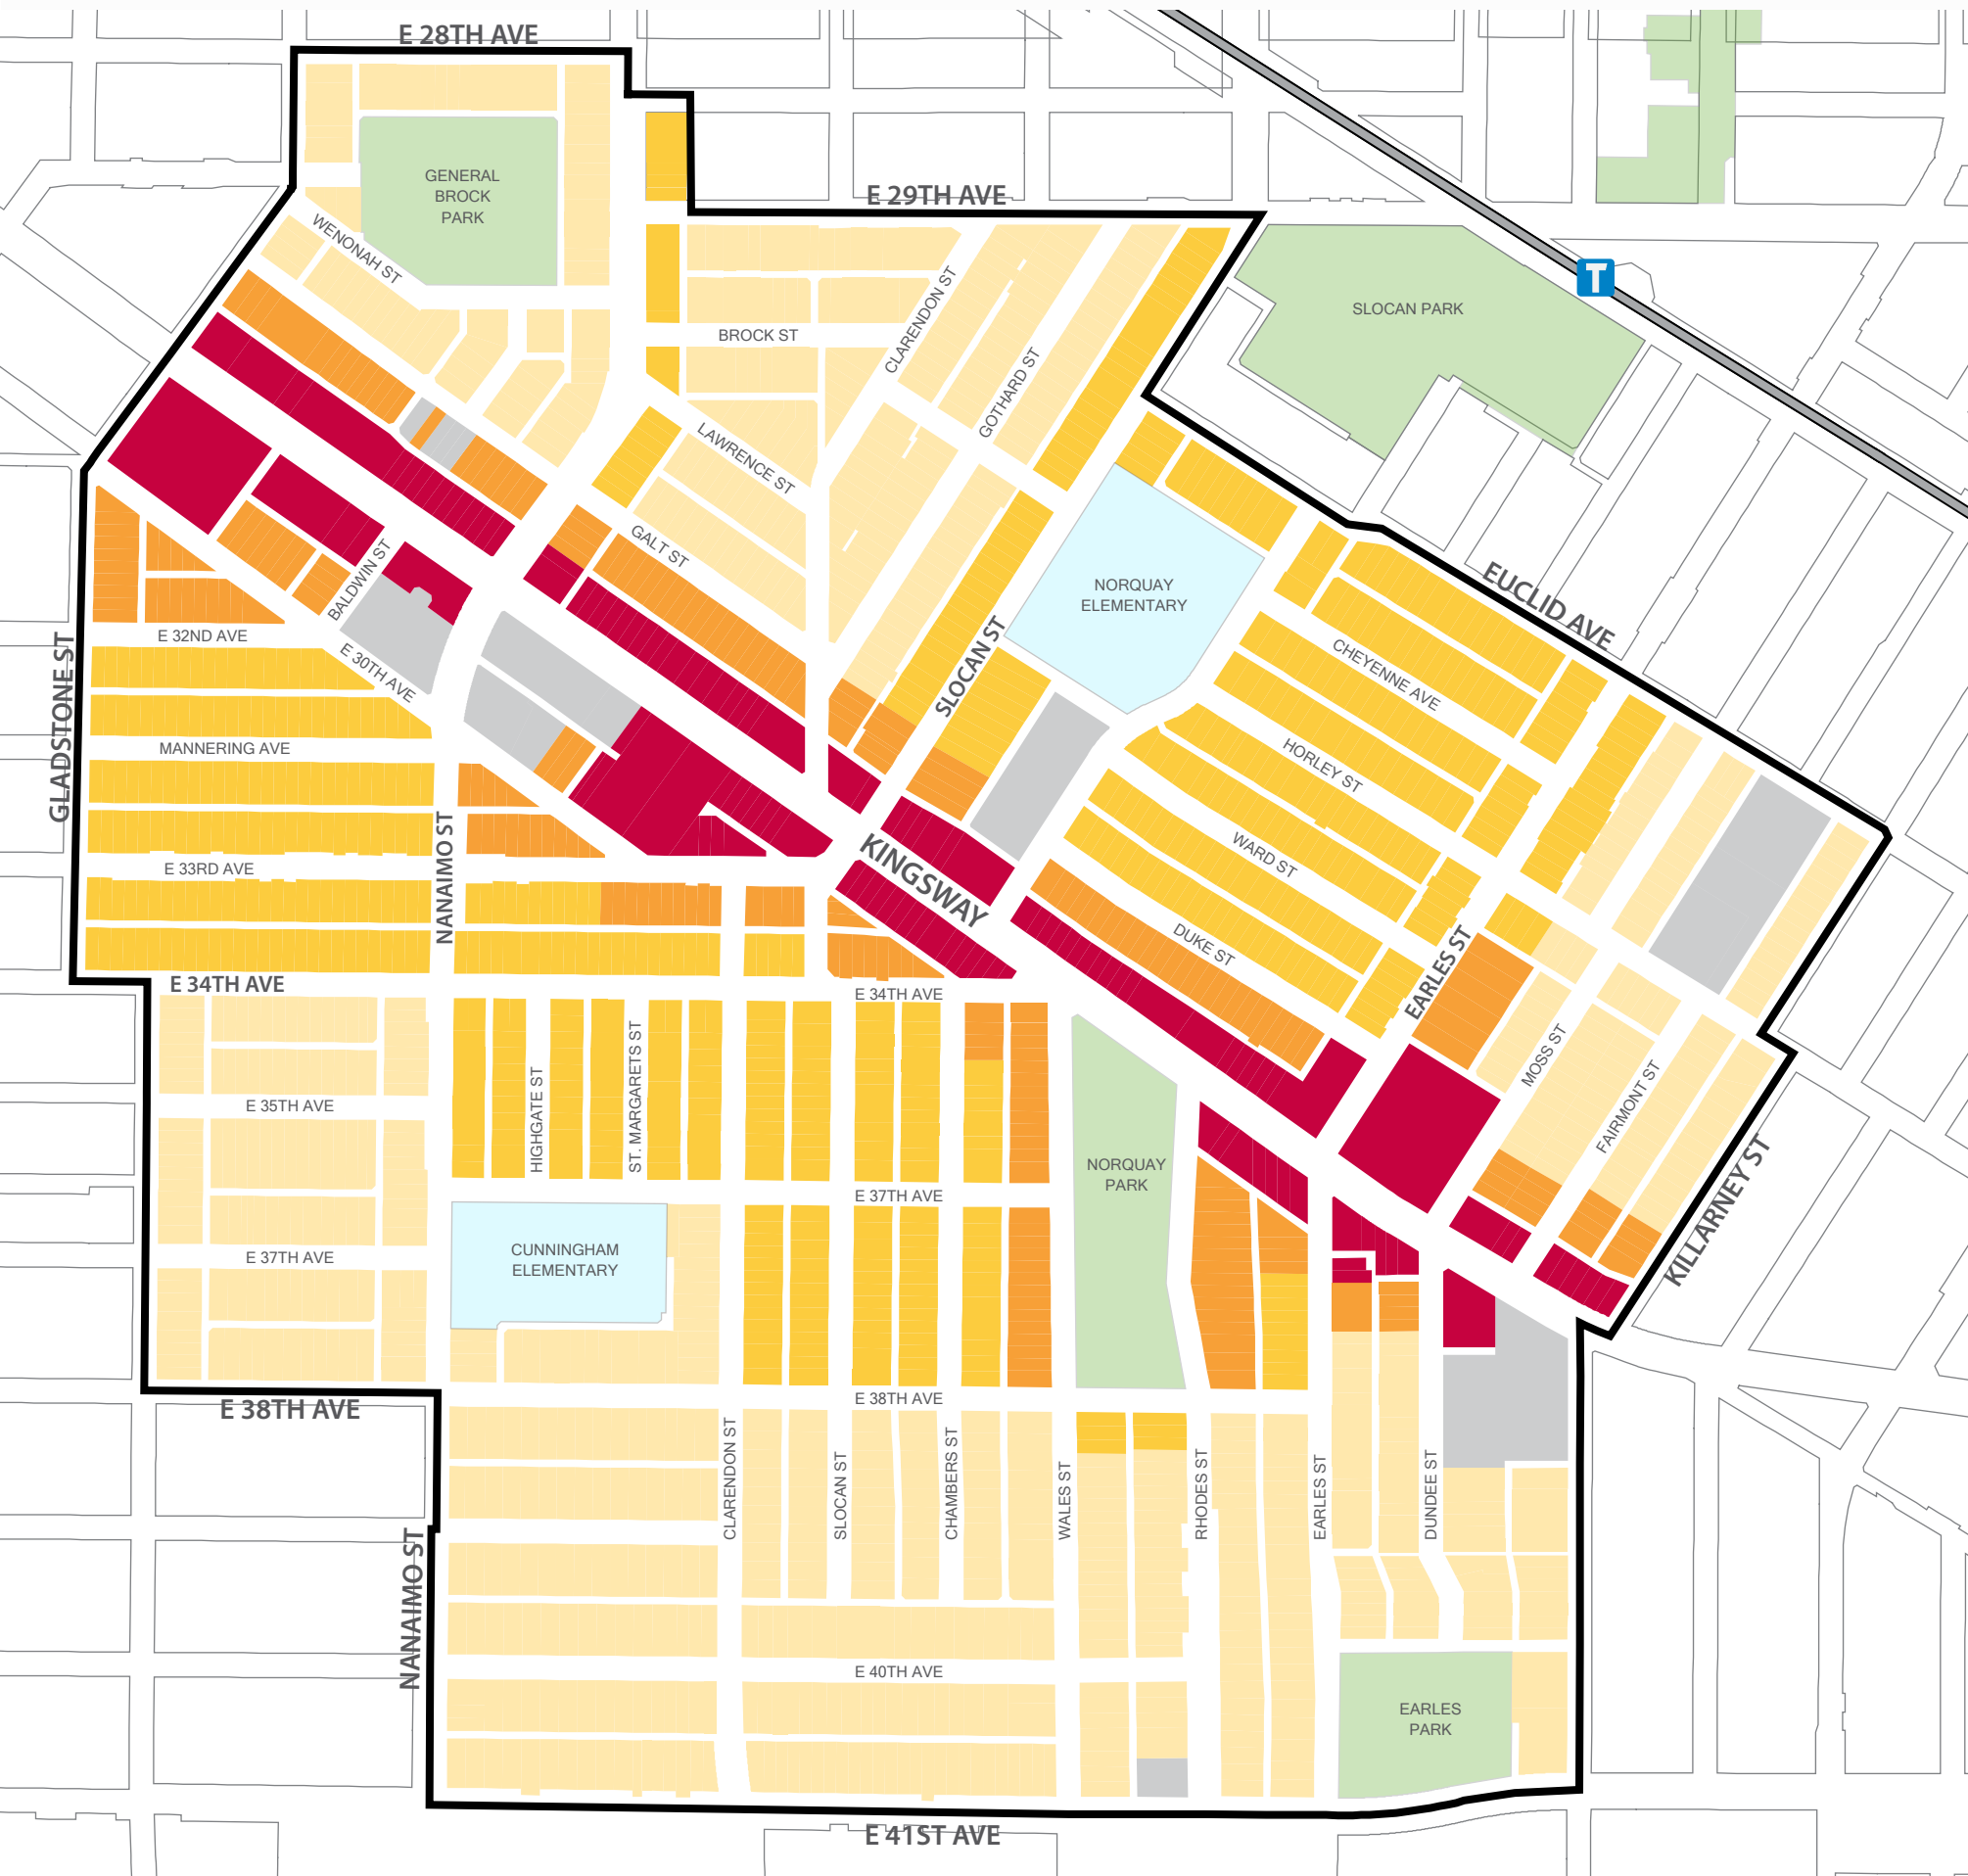 E 28TH AVE
GENERAL
BROCK
PARK
E 29TH AVE
WENONAH ST
T
CLARENDON ST
SLOCAN PARK
BROCK ST
GOTHARD ST
LAWRENCE ST
GALT ST
BALDWIN ST
NORQUAY
ELEMENTARY
EUCLID AVE
E 32ND AVE
E 30TH AVE
SLOCAN ST
CHEYENNE AVE
GLADSTONE ST
MANNERING AVE
HORLEY ST
NANAIMO ST
E 33RD AVE
KINGSWAY
WARD ST
DUKE ST
EARLES ST
E 34TH AVE
E 34TH AVE
HIGHGATE ST
ST. MARGARETS ST
MOSS ST
E 35TH AVE
FAIRMONT ST
NORQUAY
PARK
E 37TH AVE
KILLARNEY ST
CUNNINGHAM
ELEMENTARY
E 37TH AVE
E 38TH AVE
E 38TH AVE
CLARENDON ST
SLOCAN ST
CHAMBERS ST
WALES ST
RHODES ST
EARLES ST
DUNDEE ST
NANAIMO ST
E 40TH AVE
EARLES
PARK
E 41ST AVE